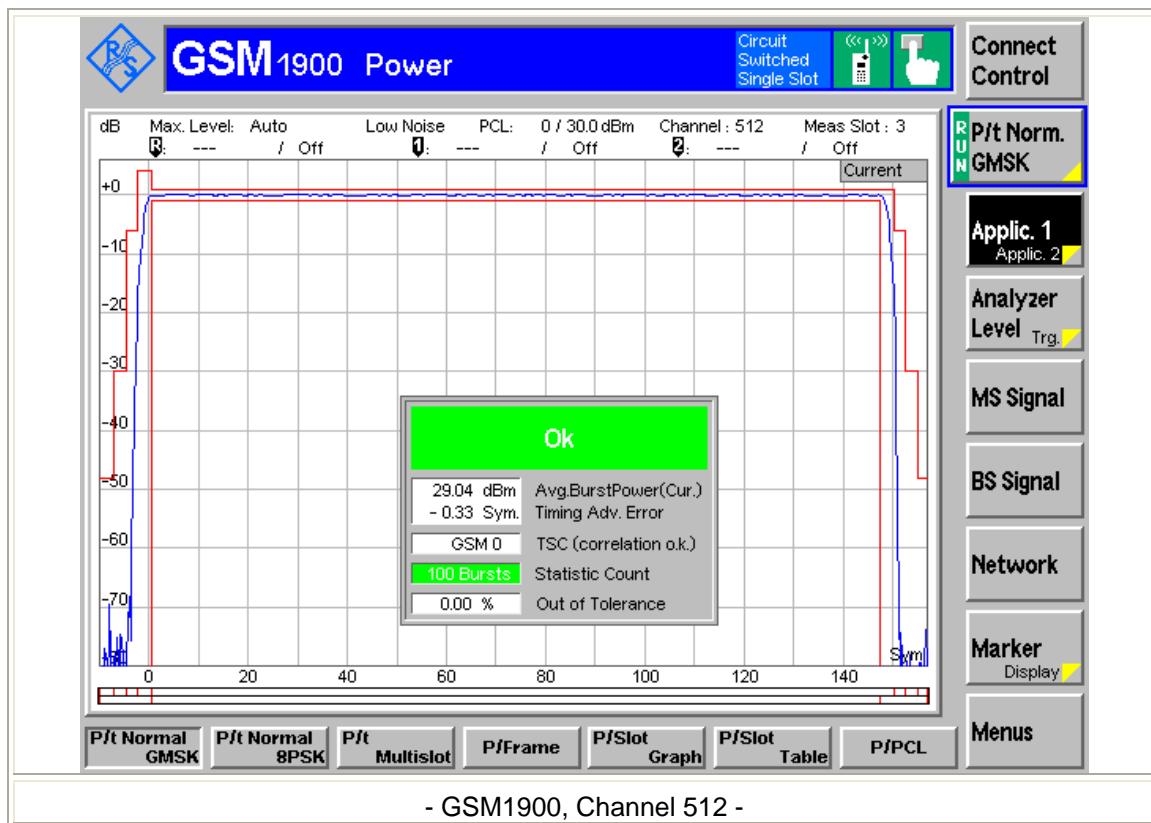 R S
GSM 1900 Power
Circuit
Switched
Single Slot
Connect
Control
dB Max. Level: Auto Low Noise PCL: 0 / 30.0 dBm Channel : 512 Meas Slot : 3
R: --- / Off 1: --- / Off 2: --- / Off
Current
RUN
P/t Norm.
GMSK
Applic. 1
Applic. 2
Analyzer
Level Trg.
MS Signal
BS Signal
Network
Marker
Display
Menus
+0
-10
-20
-30
-40
-50
-60
-70
Ok
29.04 dBm Avg.BurstPower(Cur.)
- 0.33 Sym. Timing Adv. Error
GSM 0 TSC (correlation o.k.)
100 Bursts Statistic Count
0.00 % Out of Tolerance
Sym
0 20 40 60 80 100 120 140
P/t Normal
GMSK
P/t Normal
8PSK
P/t
Multislot
P/Frame
P/Slot
Graph
P/Slot
Table
P/PCL
- GSM1900, Channel 512 -